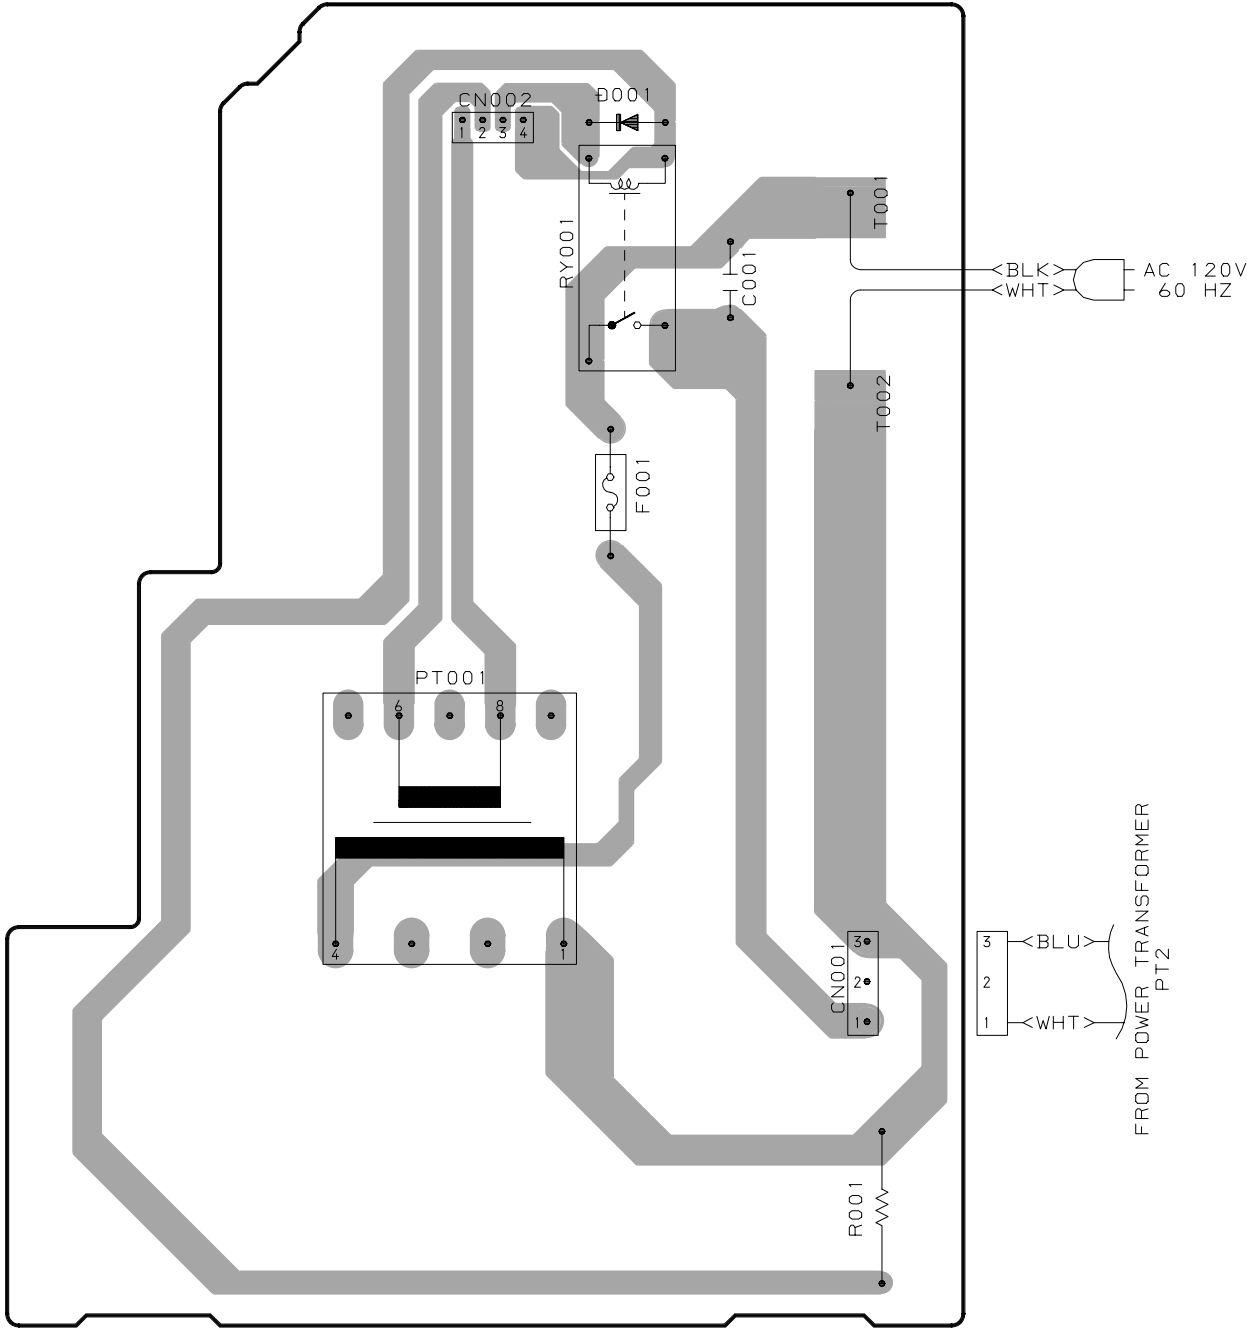 CN002
D001
1 2 3 4
T001
RY001
C001
<BLK> AC 120V
<WHT> 60 HZ
T002
F001
PT001
6 8
4 1
CN001
3
2
1
3 <BLU>
2
1 <WHT>
FROM POWER TRANSFORMER
PT2
R001